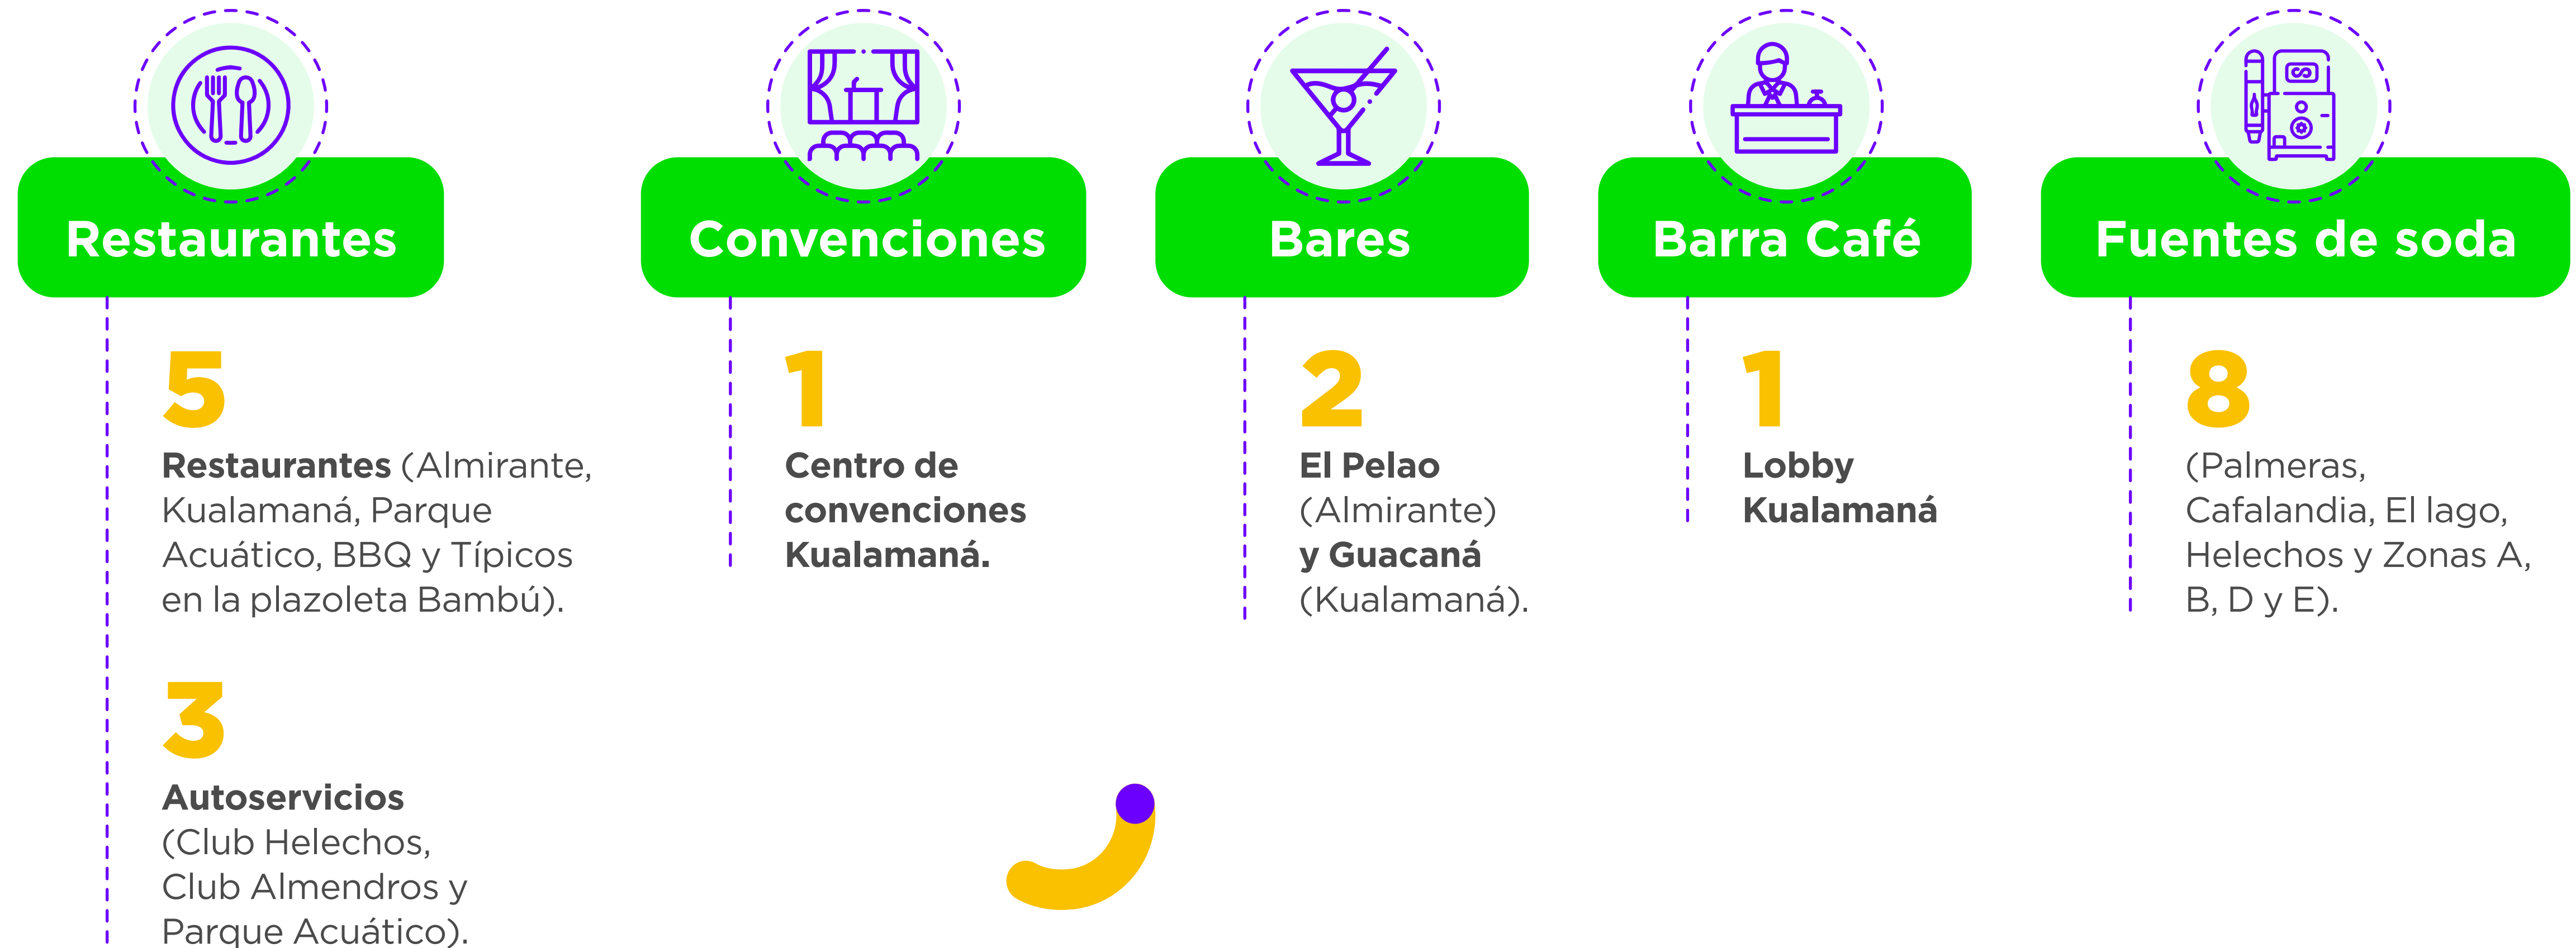 Restaurantes
5
Restaurantes (Almirante,
Kualamaná, Parque
Acuático, BBQ y Típicos
en la plazoleta Bambú).
3
Autoservicios
(Club Helechos,
Club Almendros y
Parque Acuático).
Convenciones
1
Centro de
convenciones
Kualamaná.
Bares
2
El Pelao
(Almirante)
y Guacaná
(Kualamaná).
Barra Café
1
Lobby
Kualamaná
Fuentes de soda
8
(Palmeras,
Cafalandia, El lago,
Helechos y Zonas A,
B, D y E).